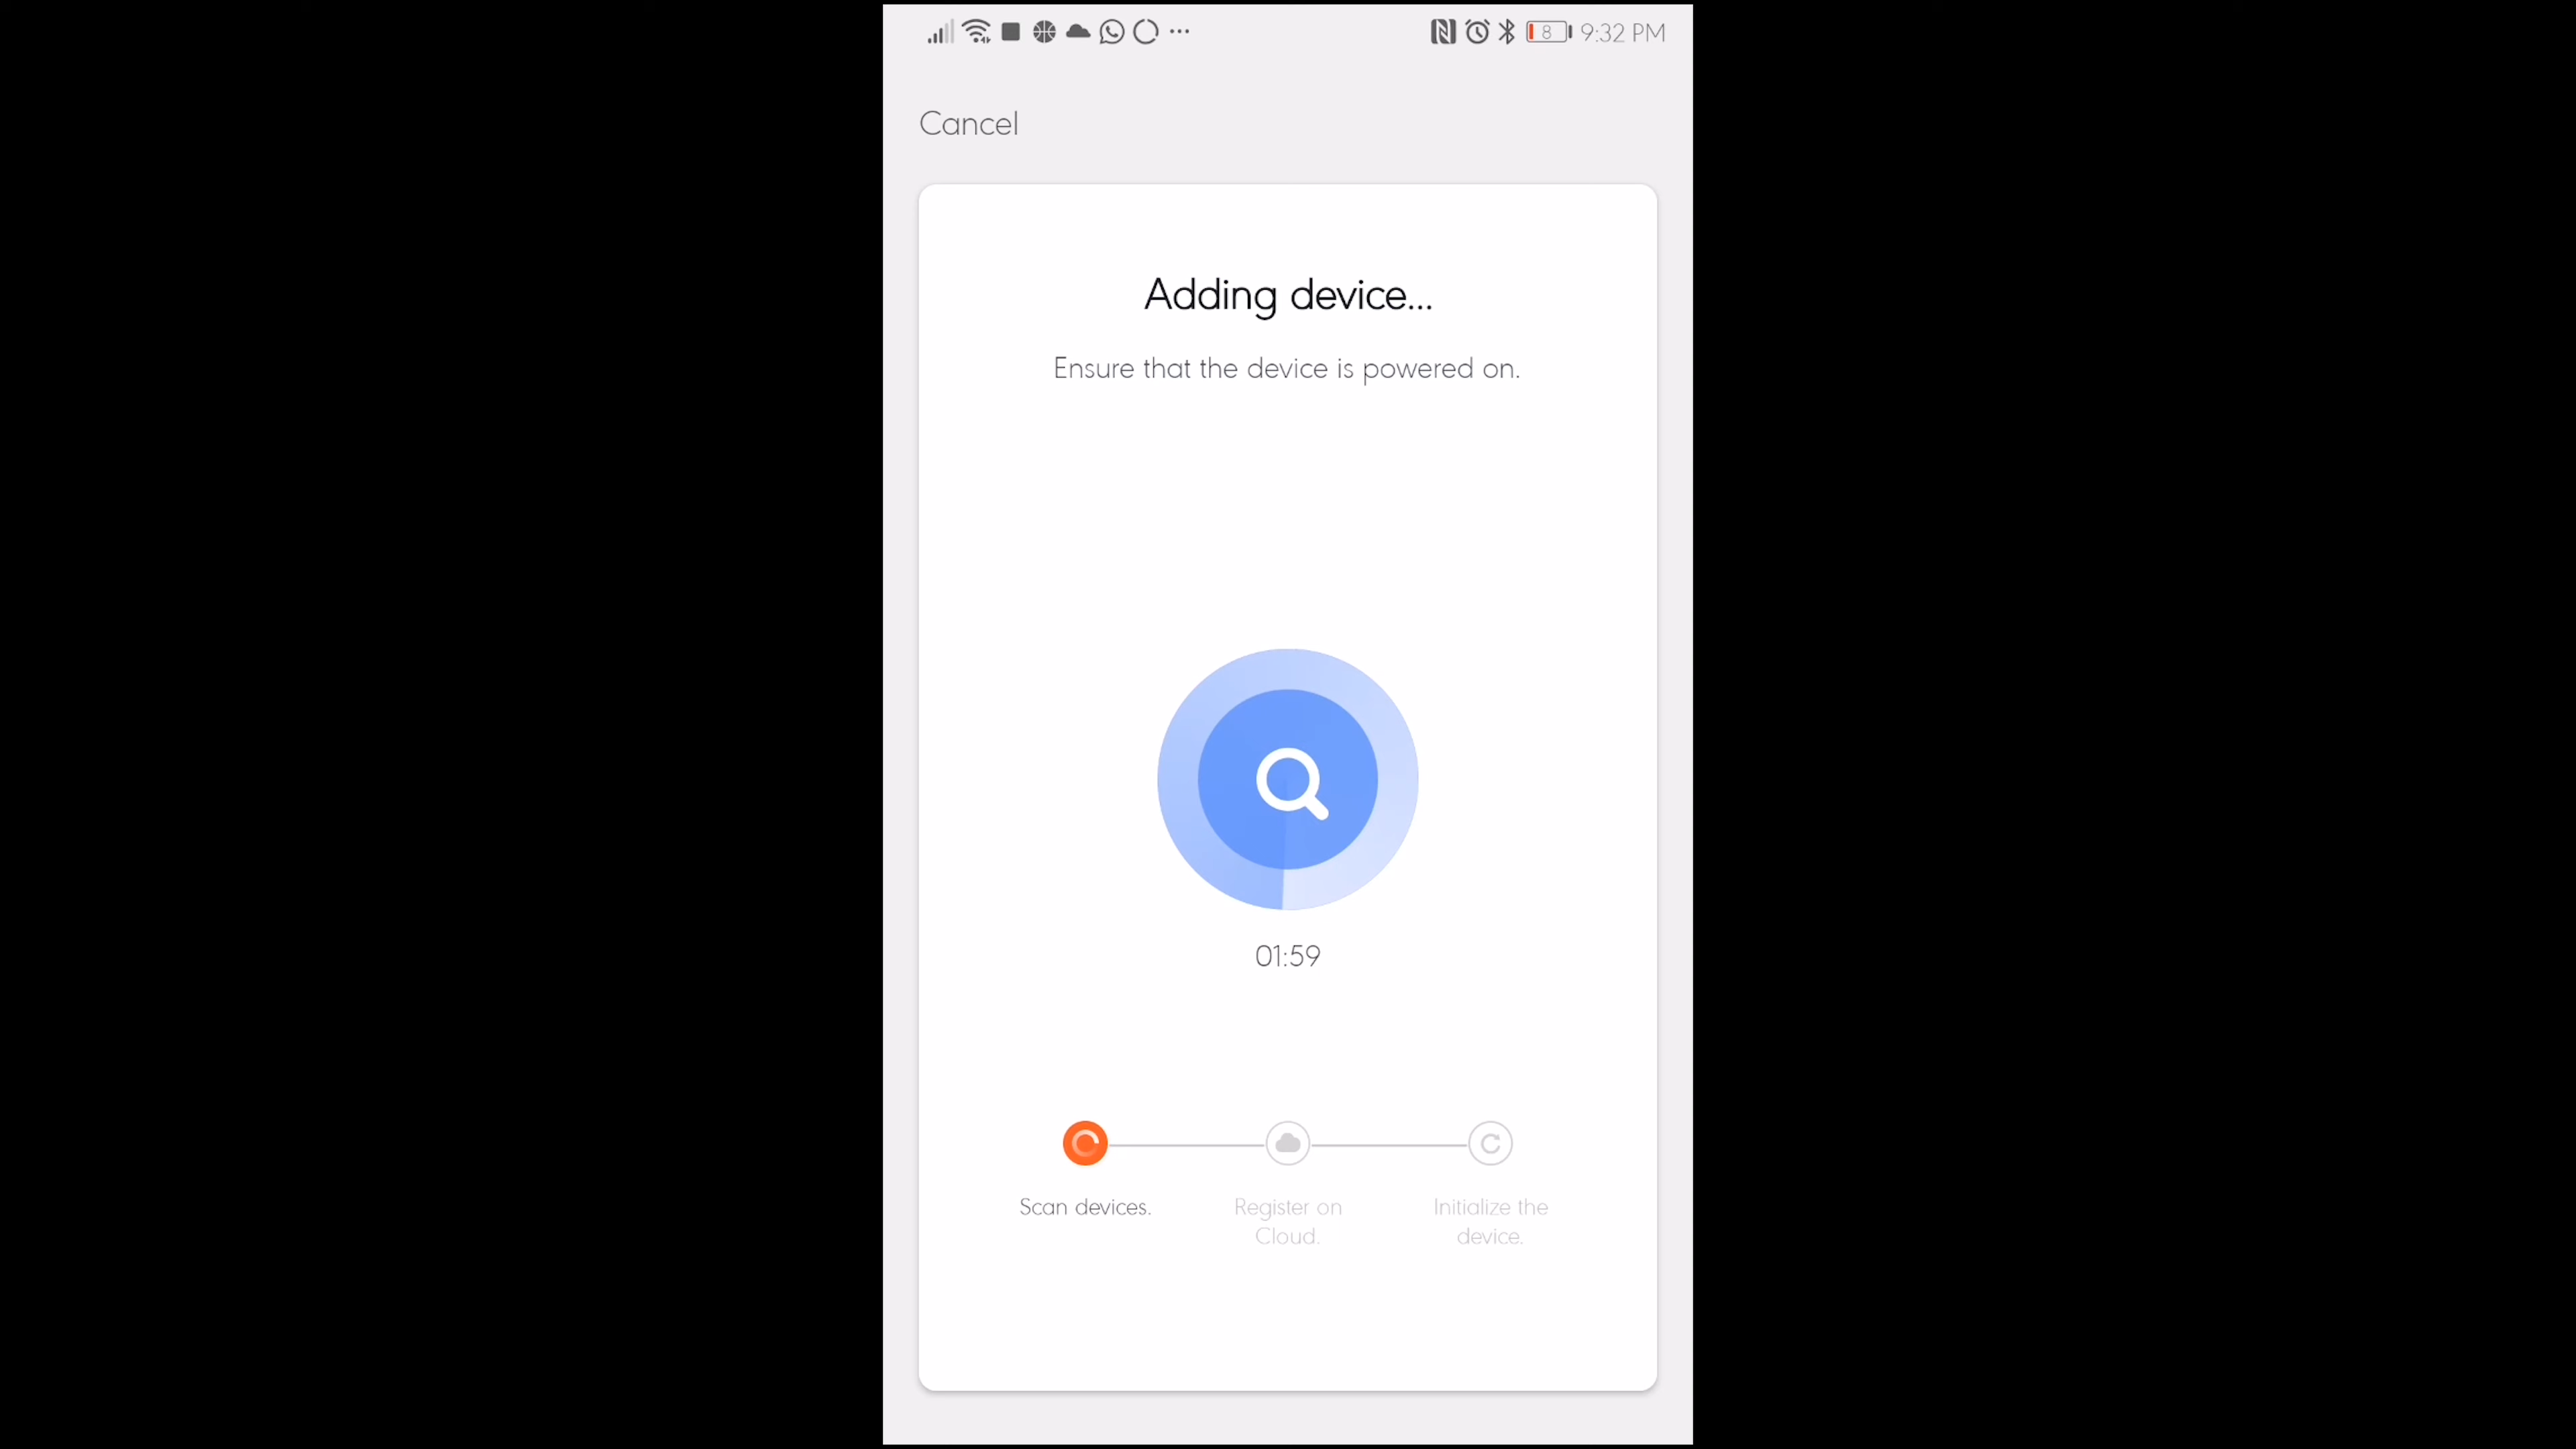 8 9:32 PM
Cancel
Adding device...
Ensure that the device is powered on.
01:59
Scan devices.
Register on
Cloud.
Initialize the
device.